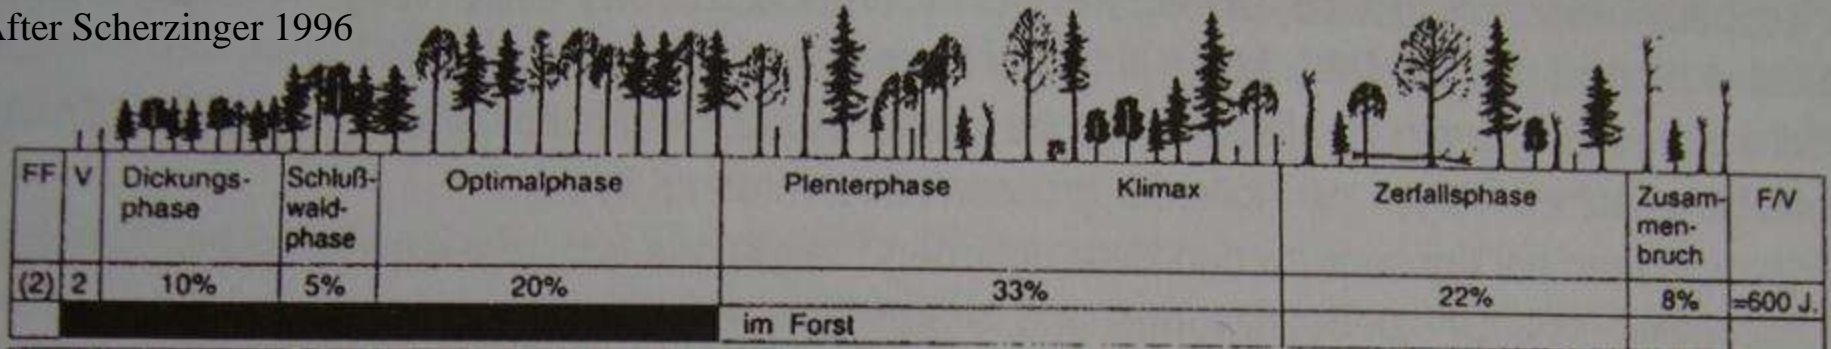 After Scherzinger 1996
FF V Dickungs- Schluß- Optimalphase Plenterphase Klimax Zerfallsphase Zusam- F/V
phase wald- men-
phase bruch
(2) 2 10% 5% 20% 33% 22% 8% ≈600 J.
im Forst